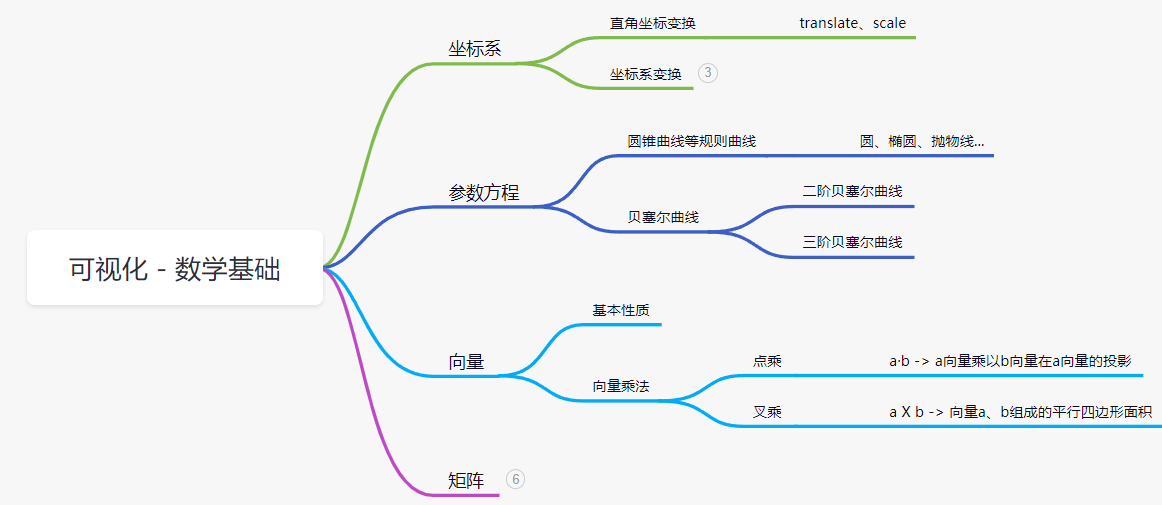 可视化 - 数学基础
坐标系
直角坐标变换
translate、scale
坐标系变换
3
参数方程
圆锥曲线等规则曲线
圆、椭圆、抛物线...
贝塞尔曲线
二阶贝塞尔曲线
三阶贝塞尔曲线
向量
基本性质
向量乘法
点乘
a·b -> a向量乘以b向量在a向量的投影
叉乘
a X b -> 向量a、b组成的平行四边形面积
矩阵
6